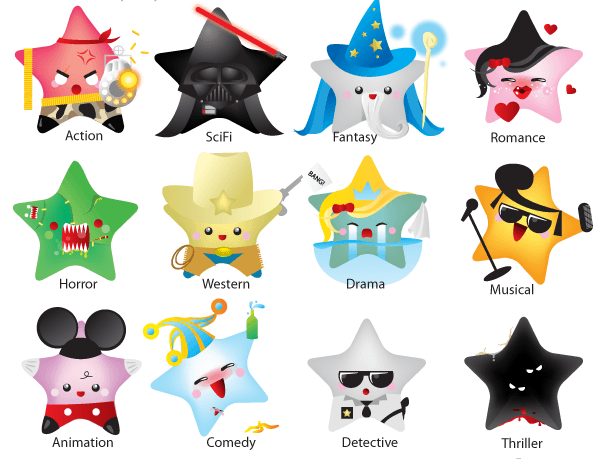 Action
SciFi
Fantasy
Romance
BANG!
Horror
Western
Drama
Musical
Animation
Comedy
Detective
Thriller